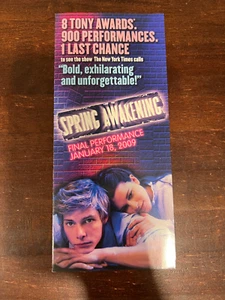 8 TONY AWARDS®.
900 PERFORMANCES.
1 LAST CHANCE
to see the show The New York Times calls
"Bold, exhilarating
and unforgettable!"
SPRING AWAKENING
FINAL PERFORMANCE
JANUARY 18, 2009